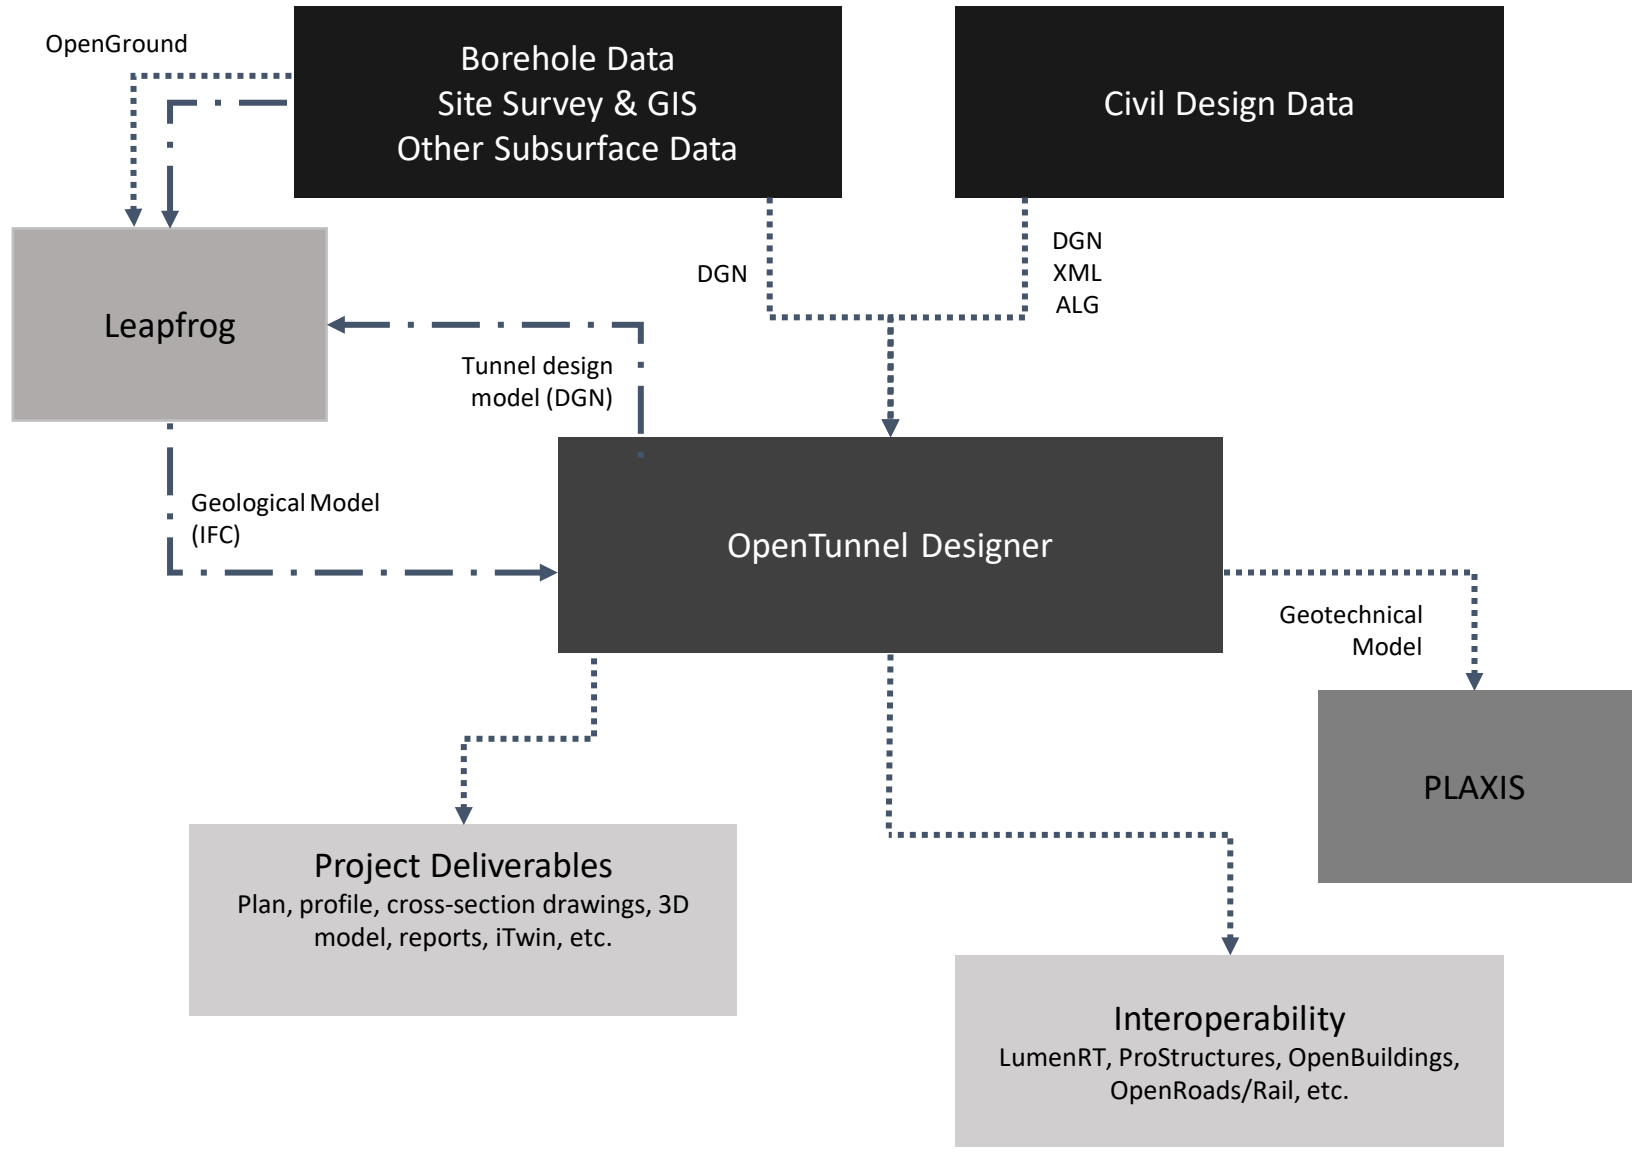 OpenGround
Borehole Data
Site Survey & GIS
Other Subsurface Data
Civil Design Data
DGN
DGN
XML
ALG
Leapfrog
Tunnel design
model (DGN)
Geological Model
(IFC)
OpenTunnel Designer
Geotechnical
Model
PLAXIS
Project Deliverables
Plan, profile, cross-section drawings, 3D
model, reports, iTwin, etc.
Interoperability
LumenRT, ProStructures, OpenBuildings,
OpenRoads/Rail, etc.